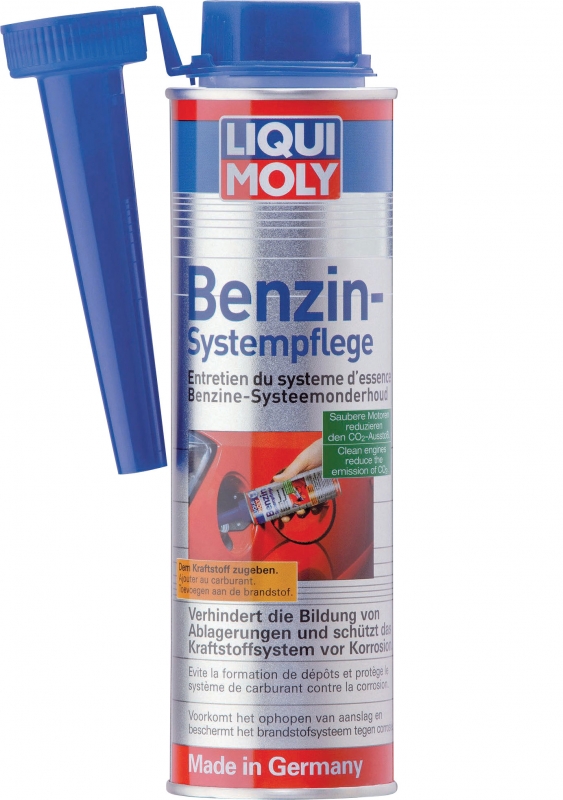 LIQUI
MOLY
Benzin-
Systempflege
Entretien du systeme d'essence
Benzine-Systeemonderhoud
Saubere Motoren
reduzieren
den CO₂-Ausstoß
Clean engines
reduce the
emission of CO₂
Dem Kraftstoff zugeben.
Ajouter au carburant.
Toevoegen aan de brandstof.
Verhindert die Bildung von
Ablagerungen und schützt das
Kraftstoffsystem vor Korrosion
Evite la formation de dépôts et protège le
système de carburant contre la corrosion.
Voorkomt het ophopen van aanslag en
beschermt het brandstofsysteem tegen corrosie
Made in Germany